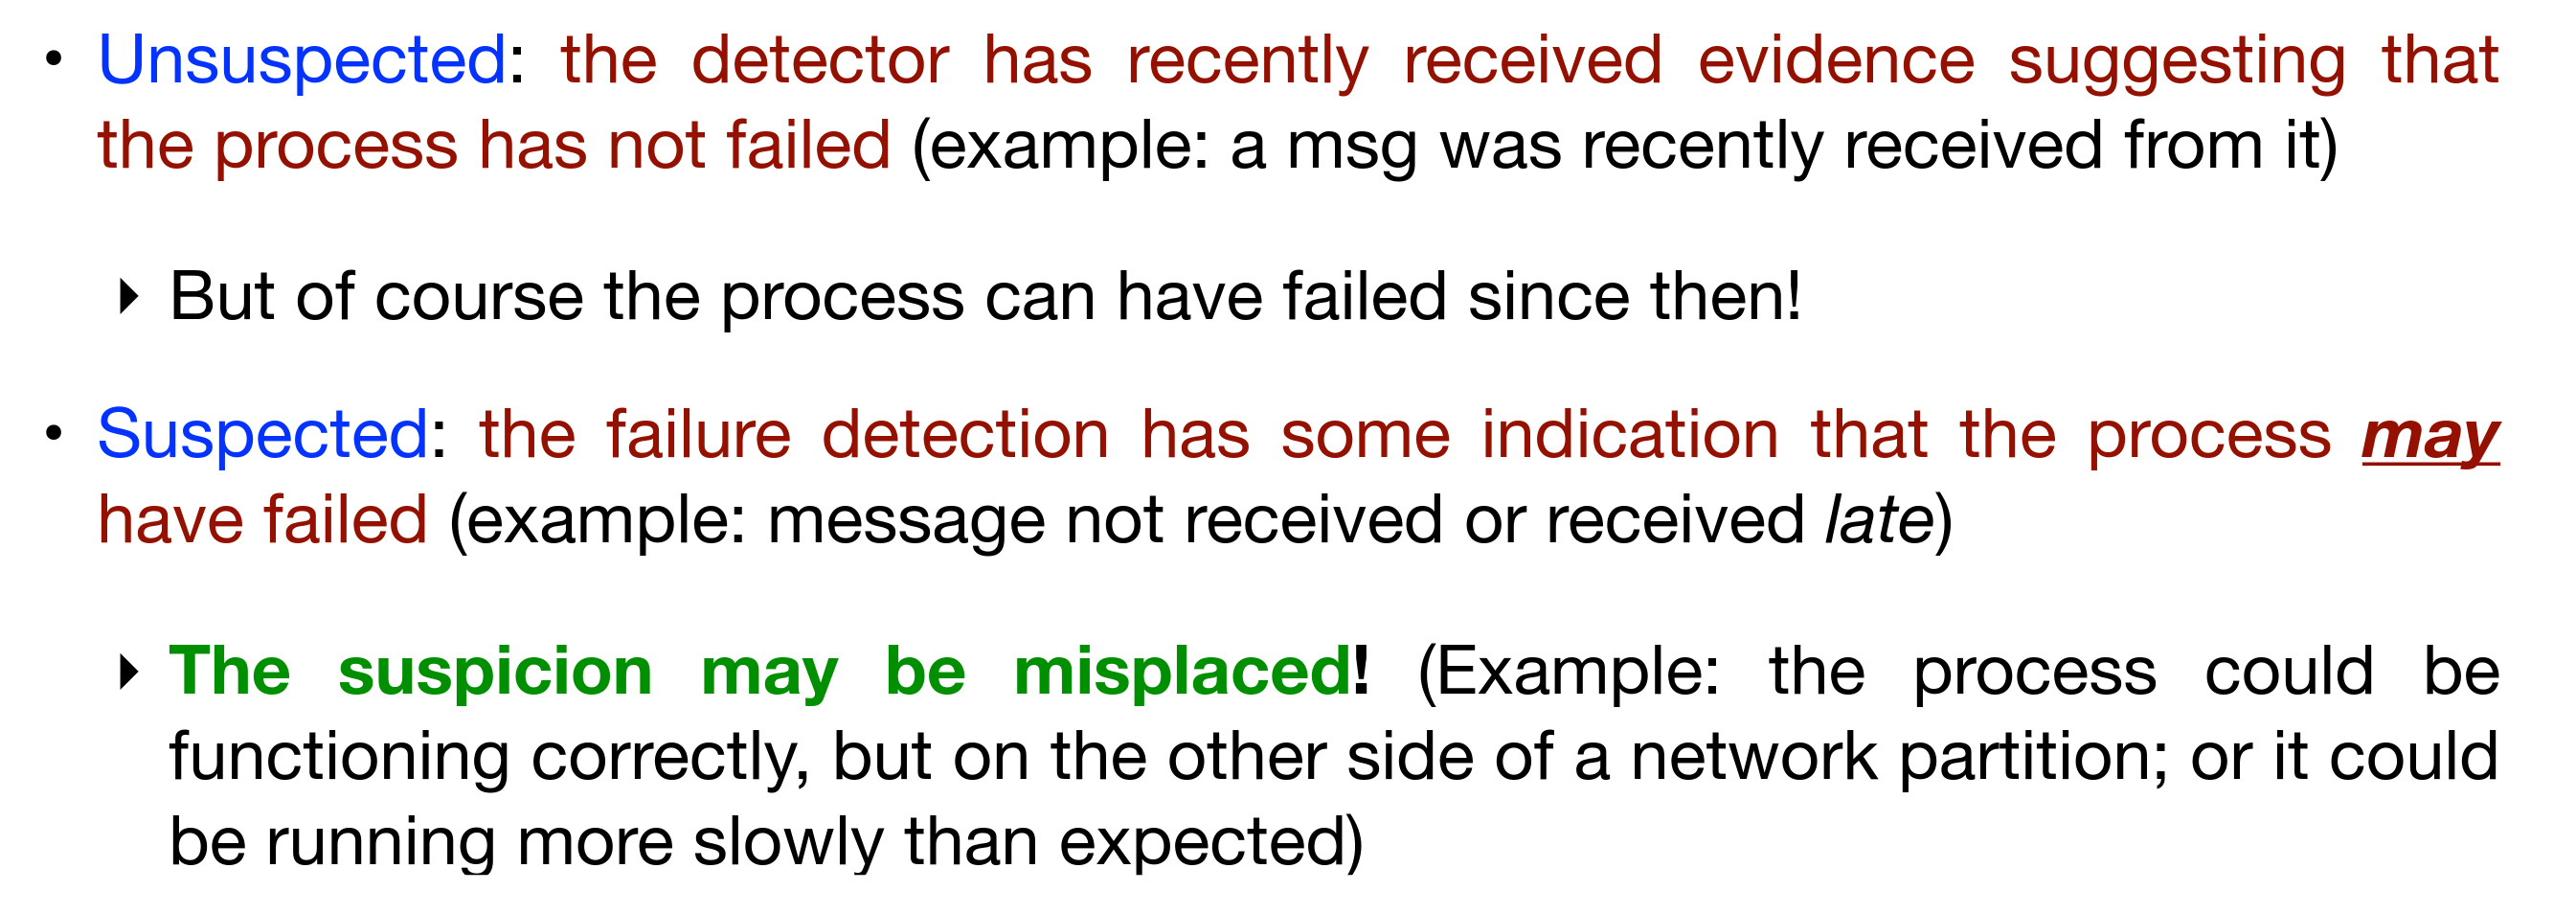 • Unsuspected: the detector has recently received evidence suggesting that
the process has not failed (example: a msg was recently received from it)
‣ But of course the process can have failed since then!
• Suspected: the failure detection has some indication that the process may
have failed (example: message not received or received late)
‣ The suspicion may be misplaced! (Example: the process could be
functioning correctly, but on the other side of a network partition; or it could
be running more slowly than expected)